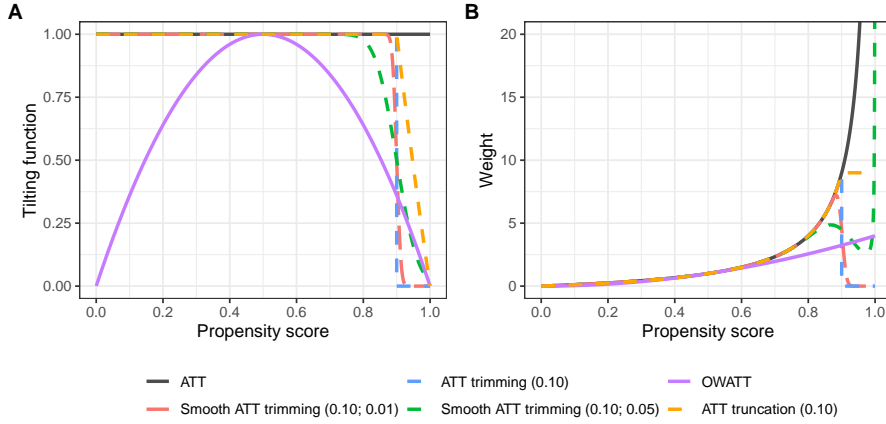 A
B
Tilting function
1.00
0.75
0.50
0.25
0.00
0.0 0.2 0.4 0.6 0.8 1.0
Propensity score
Weight
20
15
10
5
0
0.0 0.2 0.4 0.6 0.8 1.0
Propensity score
ATT
ATT trimming (0.10)
OWATT
Smooth ATT trimming (0.10; 0.01)
Smooth ATT trimming (0.10; 0.05)
ATT truncation (0.10)